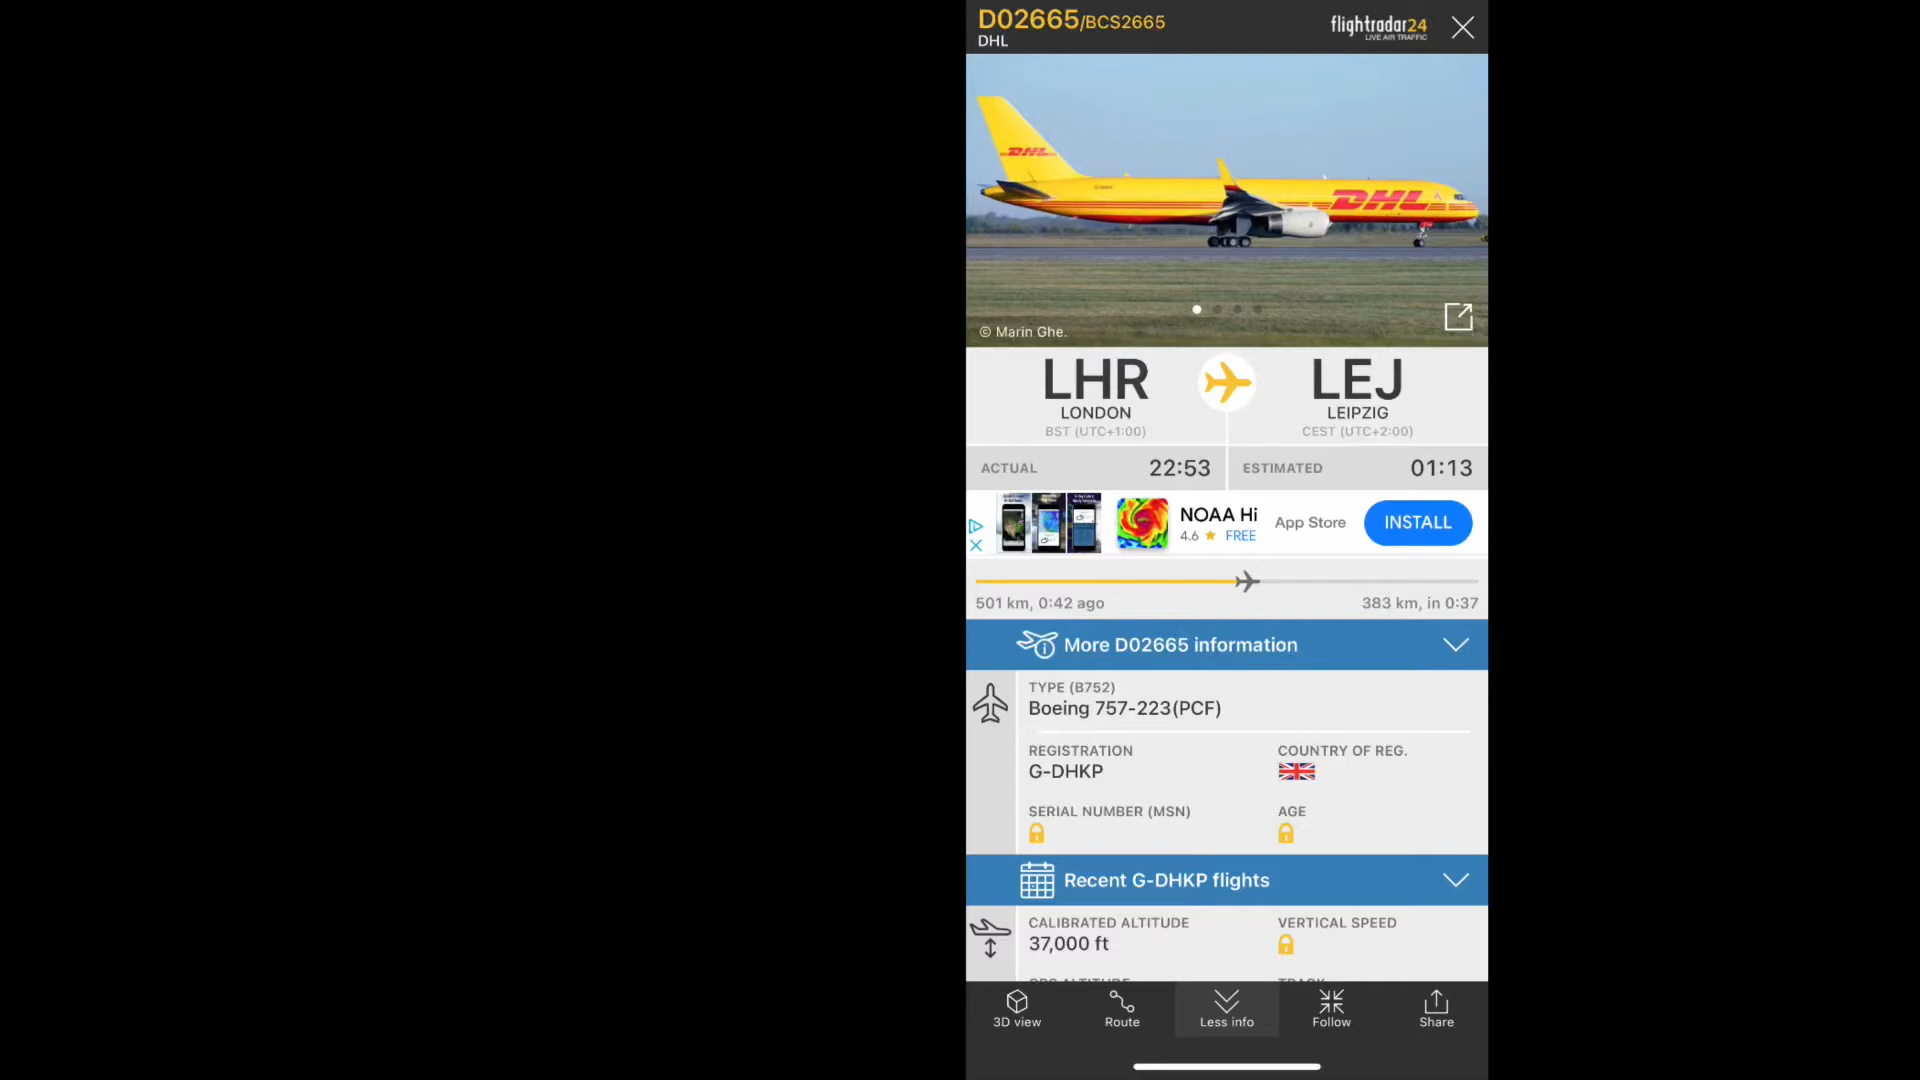 D02665/BCS2665
DHL
flightradar24
LIVE AIR TRAFFIC
DHL
DHL
© Marin Ghe.
LHR
LONDON
BST (UTC+1:00)
LEJ
LEIPZIG
CEST (UTC+2:00)
ACTUAL 22:53
ESTIMATED 01:13
NOAA Hi
4.6 ★ FREE
App Store
INSTALL
501 km, 0:42 ago
383 km, in 0:37
More D02665 information
TYPE (B752)
Boeing 757-223(PCF)
REGISTRATION
G-DHKP
COUNTRY OF REG.
SERIAL NUMBER (MSN)
AGE
Recent G-DHKP flights
CALIBRATED ALTITUDE
37,000 ft
VERTICAL SPEED
3D view
Route
Less info
Follow
Share